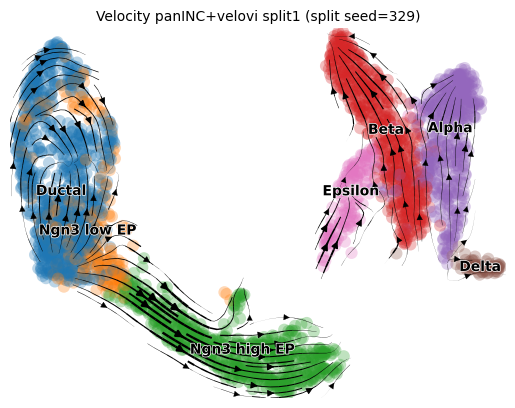 Velocity panINC+velovi split1 (split seed=329)
Beta
Alpha
Ductal
Epsilon
Ngn3 low EP
Delta
Ngn3 high EP